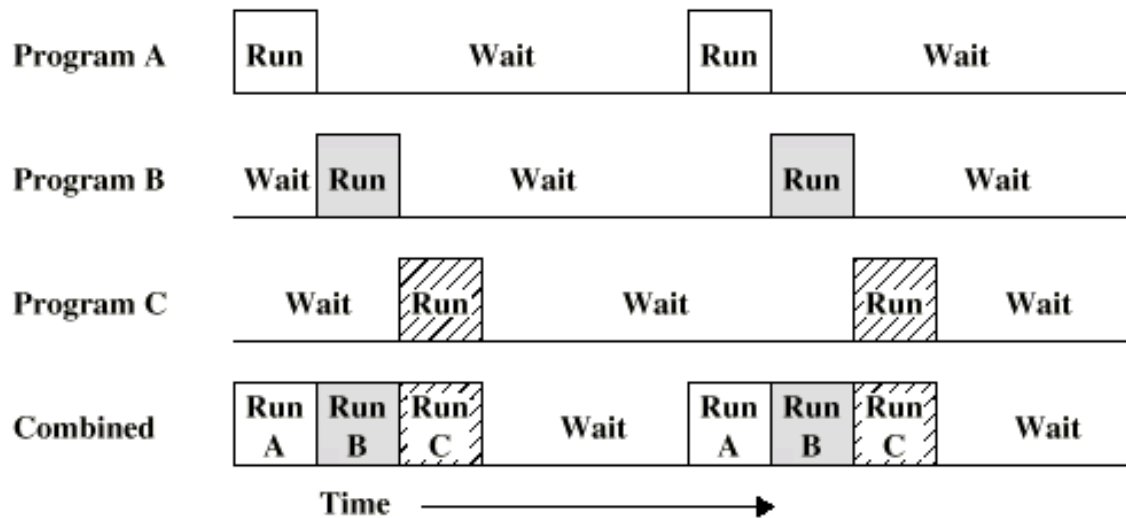 Program A Run Wait Run Wait
Program B Wait Run Wait Run Wait
Program C Wait Run Wait Run Wait
Combined Run A Run B Run C Wait Run A Run B Run C Wait
Time